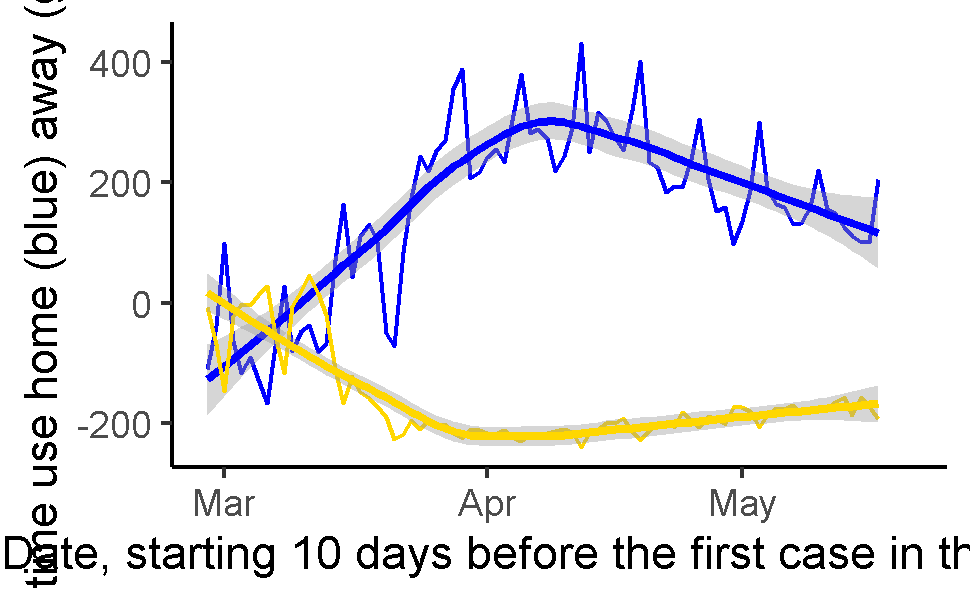 time use home (blue) away (
400
200
0
-200
Mar Apr May
Date, starting 10 days before the first case in th